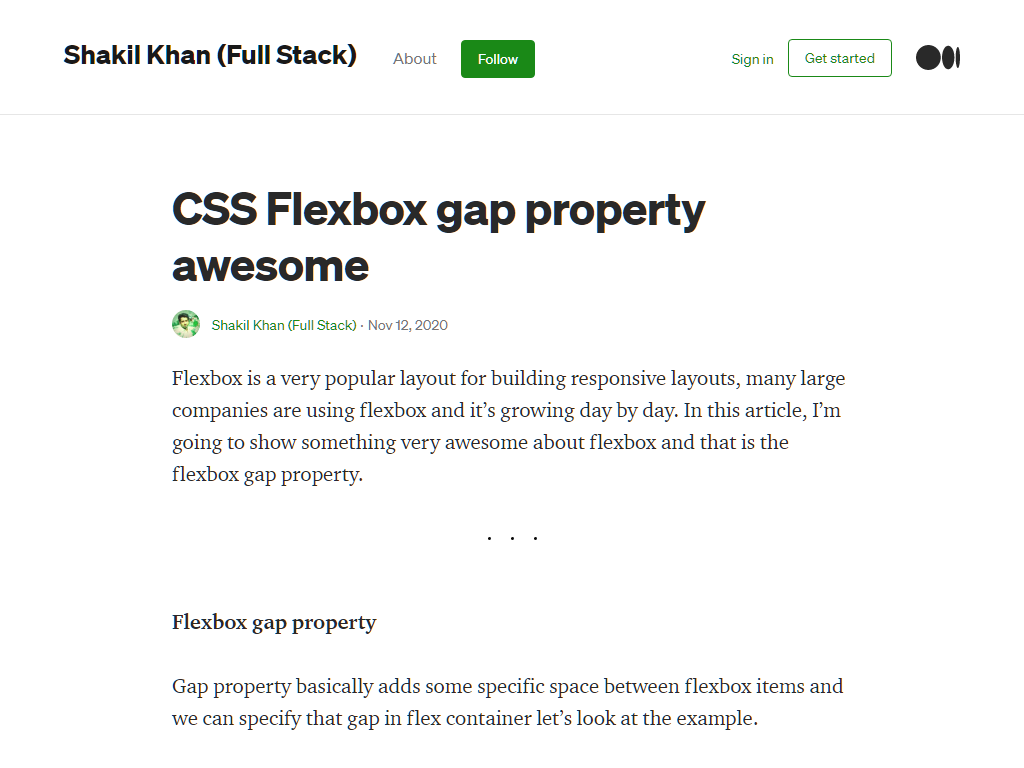 Shakil Khan (Full Stack)
About
Follow
Sign in
Get started
CSS Flexbox gap property
awesome
Shakil Khan (Full Stack) · Nov 12, 2020
Flexbox is a very popular layout for building responsive layouts, many large
companies are using flexbox and it’s growing day by day. In this article, I’m
going to show something very awesome about flexbox and that is the
flexbox gap property.
. . .
Flexbox gap property
Gap property basically adds some specific space between flexbox items and
we can specify that gap in flex container let’s look at the example.